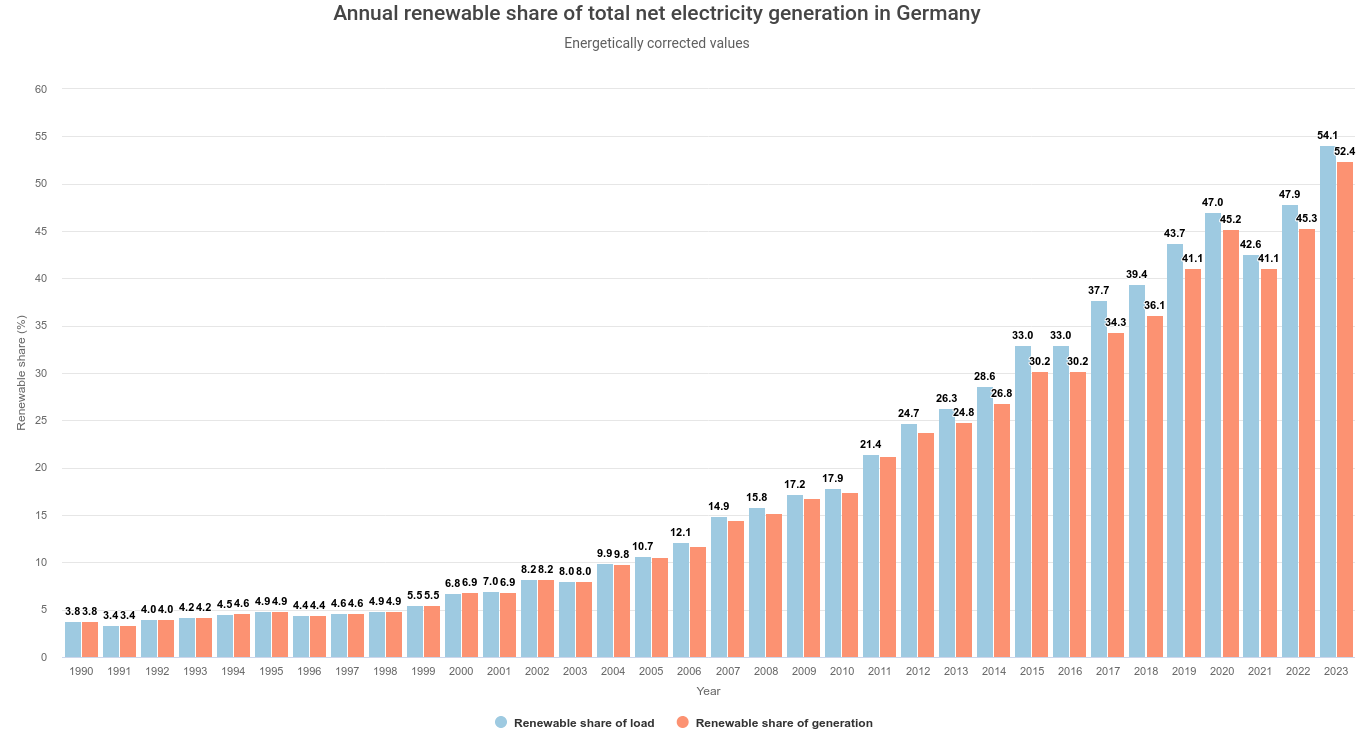 Annual renewable share of total net electricity generation in Germany
Energetically corrected values
Renewable share (%)
60
55
50
45
40
35
30
25
20
15
10
5
0
3.8 3.8 3.4 3.4 4.0 4.0 4.2 4.2 4.5 4.6 4.9 4.9 4.4 4.4 4.6 4.6 4.9 4.9 5.5 5.5 6.8 6.9 7.0 6.9 8.2 8.2 8.0 8.0 9.9 9.8 10.7 12.1 14.9 15.8 17.2 17.9 21.4 24.7 26.3 24.8 28.6 26.8 33.0 30.2 33.0 30.2 37.7 34.3 39.4 36.1 43.7 41.1 47.0 45.2 42.6 41.1 47.9 45.3 54.1 52.4
1990 1991 1992 1993 1994 1995 1996 1997 1998 1999 2000 2001 2002 2003 2004 2005 2006 2007 2008 2009 2010 2011 2012 2013 2014 2015 2016 2017 2018 2019 2020 2021 2022 2023
Year
Renewable share of load Renewable share of generation